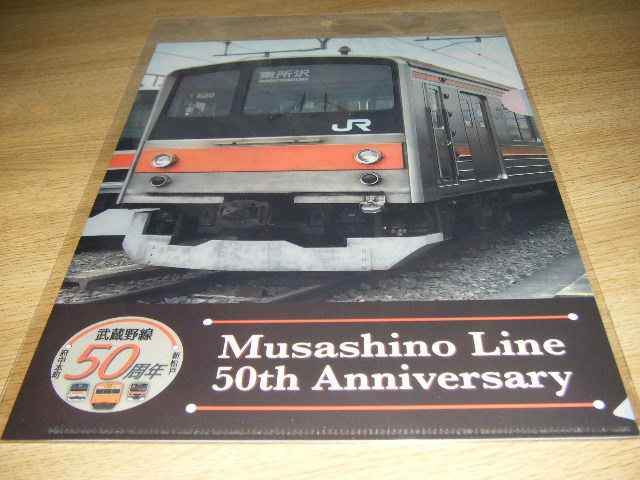 東所沢
M20
JR
武蔵野線
50周年
府中本町
新松戸
Musashino Line
50th Anniversary